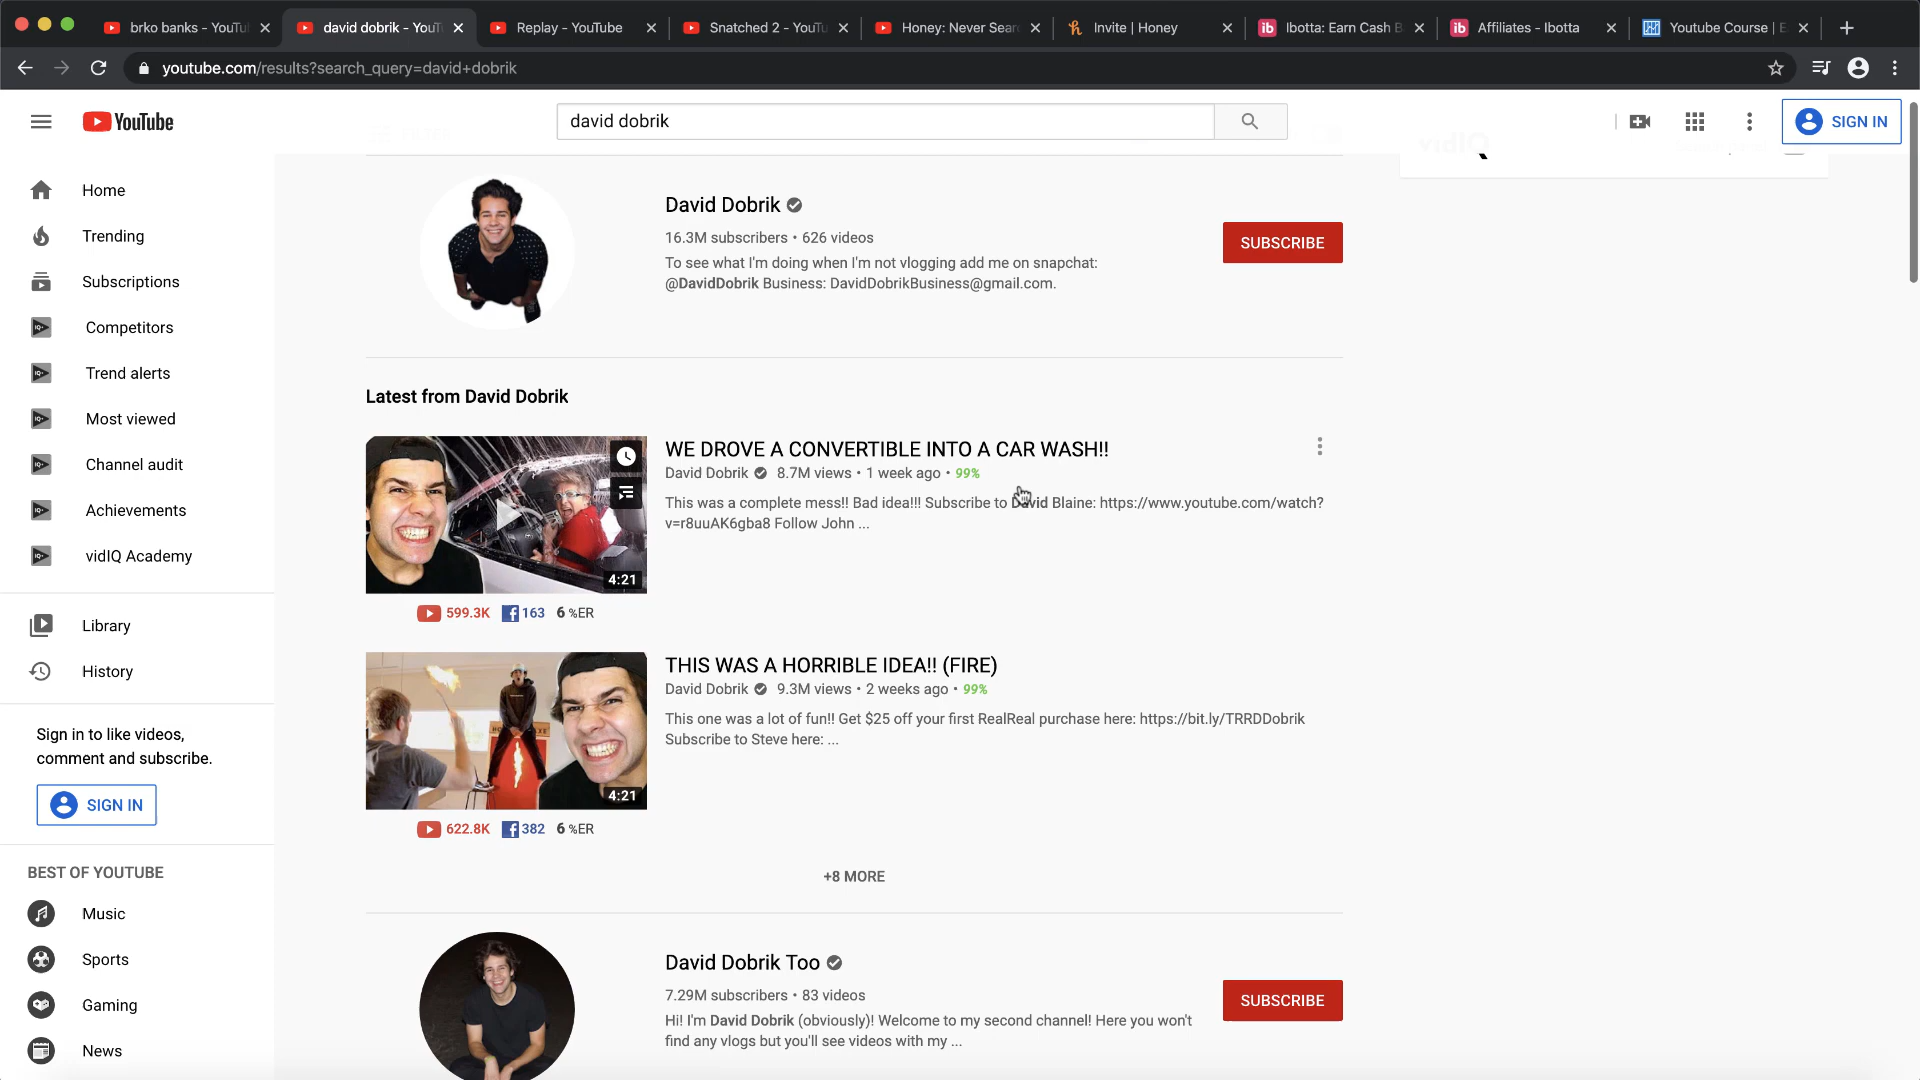 brko banks - YouTu
david dobrik - YouT
Replay - YouTube
Snatched 2 - YouTu
Honey: Never Sear
Invite | Honey
Ibotta: Earn Cash B
Affiliates - Ibotta
Youtube Course | E
youtube.com/results?search_query=david+dobrik
YouTube
david dobrik
SIGN IN
Home
Trending
Subscriptions
Competitors
Trend alerts
Most viewed
Channel audit
Achievements
vidIQ Academy
Library
History
Sign in to like videos,
comment and subscribe.
SIGN IN
BEST OF YOUTUBE
Music
Sports
Gaming
News
David Dobrik
16.3M subscribers • 626 videos
To see what I'm doing when I'm not vlogging add me on snapchat:
@DavidDobrik Business: DavidDobrikBusiness@gmail.com.
SUBSCRIBE
Latest from David Dobrik
4:21
599.3K 163 6 %ER
WE DROVE A CONVERTIBLE INTO A CAR WASH!!
David Dobrik 8.7M views • 1 week ago • 99%
This was a complete mess!! Bad idea!!! Subscribe to David Blaine: https://www.youtube.com/watch?
v=r8uuAK6gba8 Follow John ...
4:21
622.8K 382 6 %ER
THIS WAS A HORRIBLE IDEA!! (FIRE)
David Dobrik 9.3M views • 2 weeks ago • 99%
This one was a lot of fun!! Get $25 off your first RealReal purchase here: https://bit.ly/TRRDDobrik
Subscribe to Steve here: ...
+8 MORE
David Dobrik Too
7.29M subscribers • 83 videos
Hi! I'm David Dobrik (obviously)! Welcome to my second channel! Here you won't
find any vlogs but you'll see videos with my ...
SUBSCRIBE